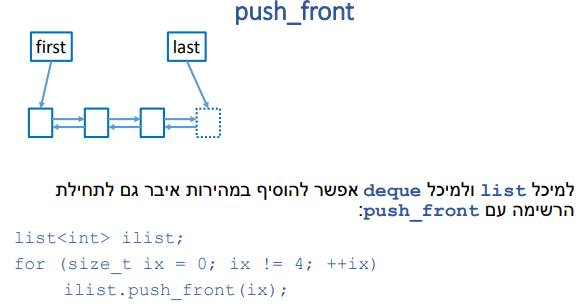 push_front
first
last
למיכל list ולמיכל deque אפשר להוסיף במהירות איבר גם לתחילת
הרשימה עם push_front:
list<int> ilist;
for (size_t ix = 0; ix != 4; ++ix)
    ilist.push_front(ix);